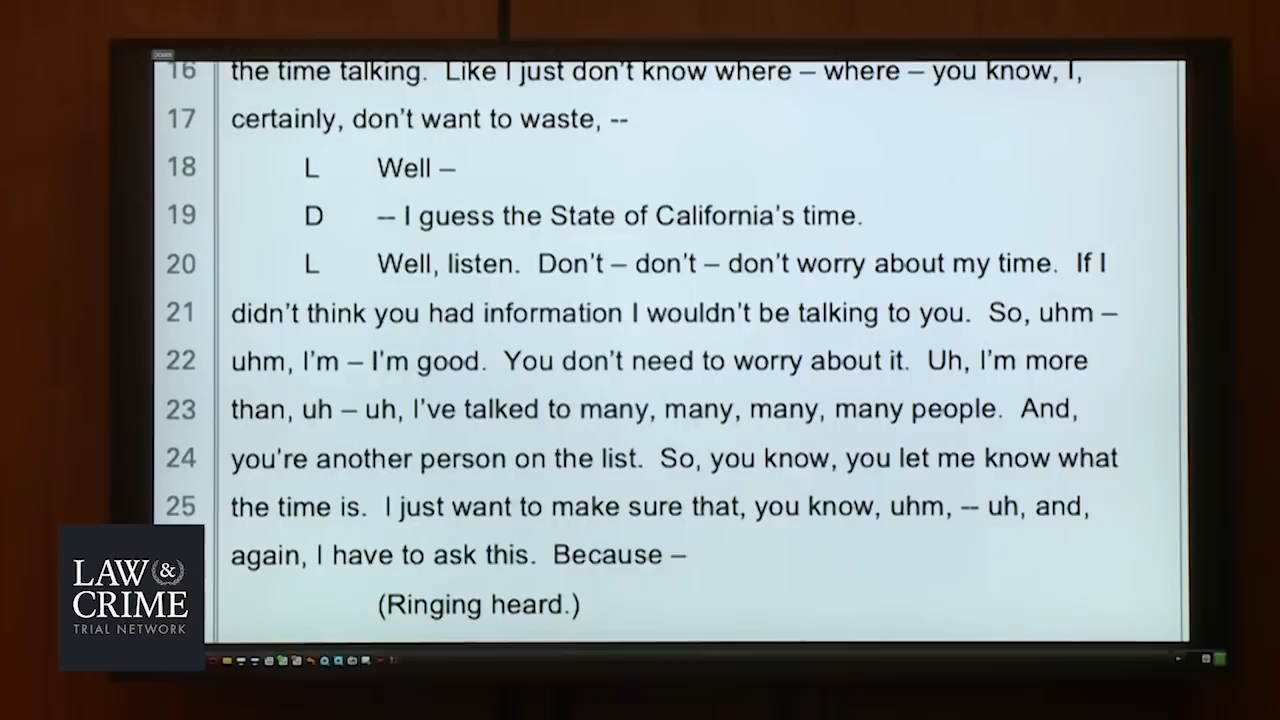 16 the time talking. Like I just don't know where – where – you know, I,
17 certainly, don't want to waste, --
18 L Well –
19 D -- I guess the State of California's time.
20 L Well, listen. Don't – don't – don't worry about my time. If I
21 didn't think you had information I wouldn't be talking to you. So, uhm –
22 uhm, I'm – I'm good. You don't need to worry about it. Uh, I'm more
23 than, uh – uh, I've talked to many, many, many, many people. And,
24 you're another person on the list. So, you know, you let me know what
25 the time is. I just want to make sure that, you know, uhm, -- uh, and,
again, I have to ask this. Because –
(Ringing heard.)
LAW &
CRIME
TRIAL NETWORK